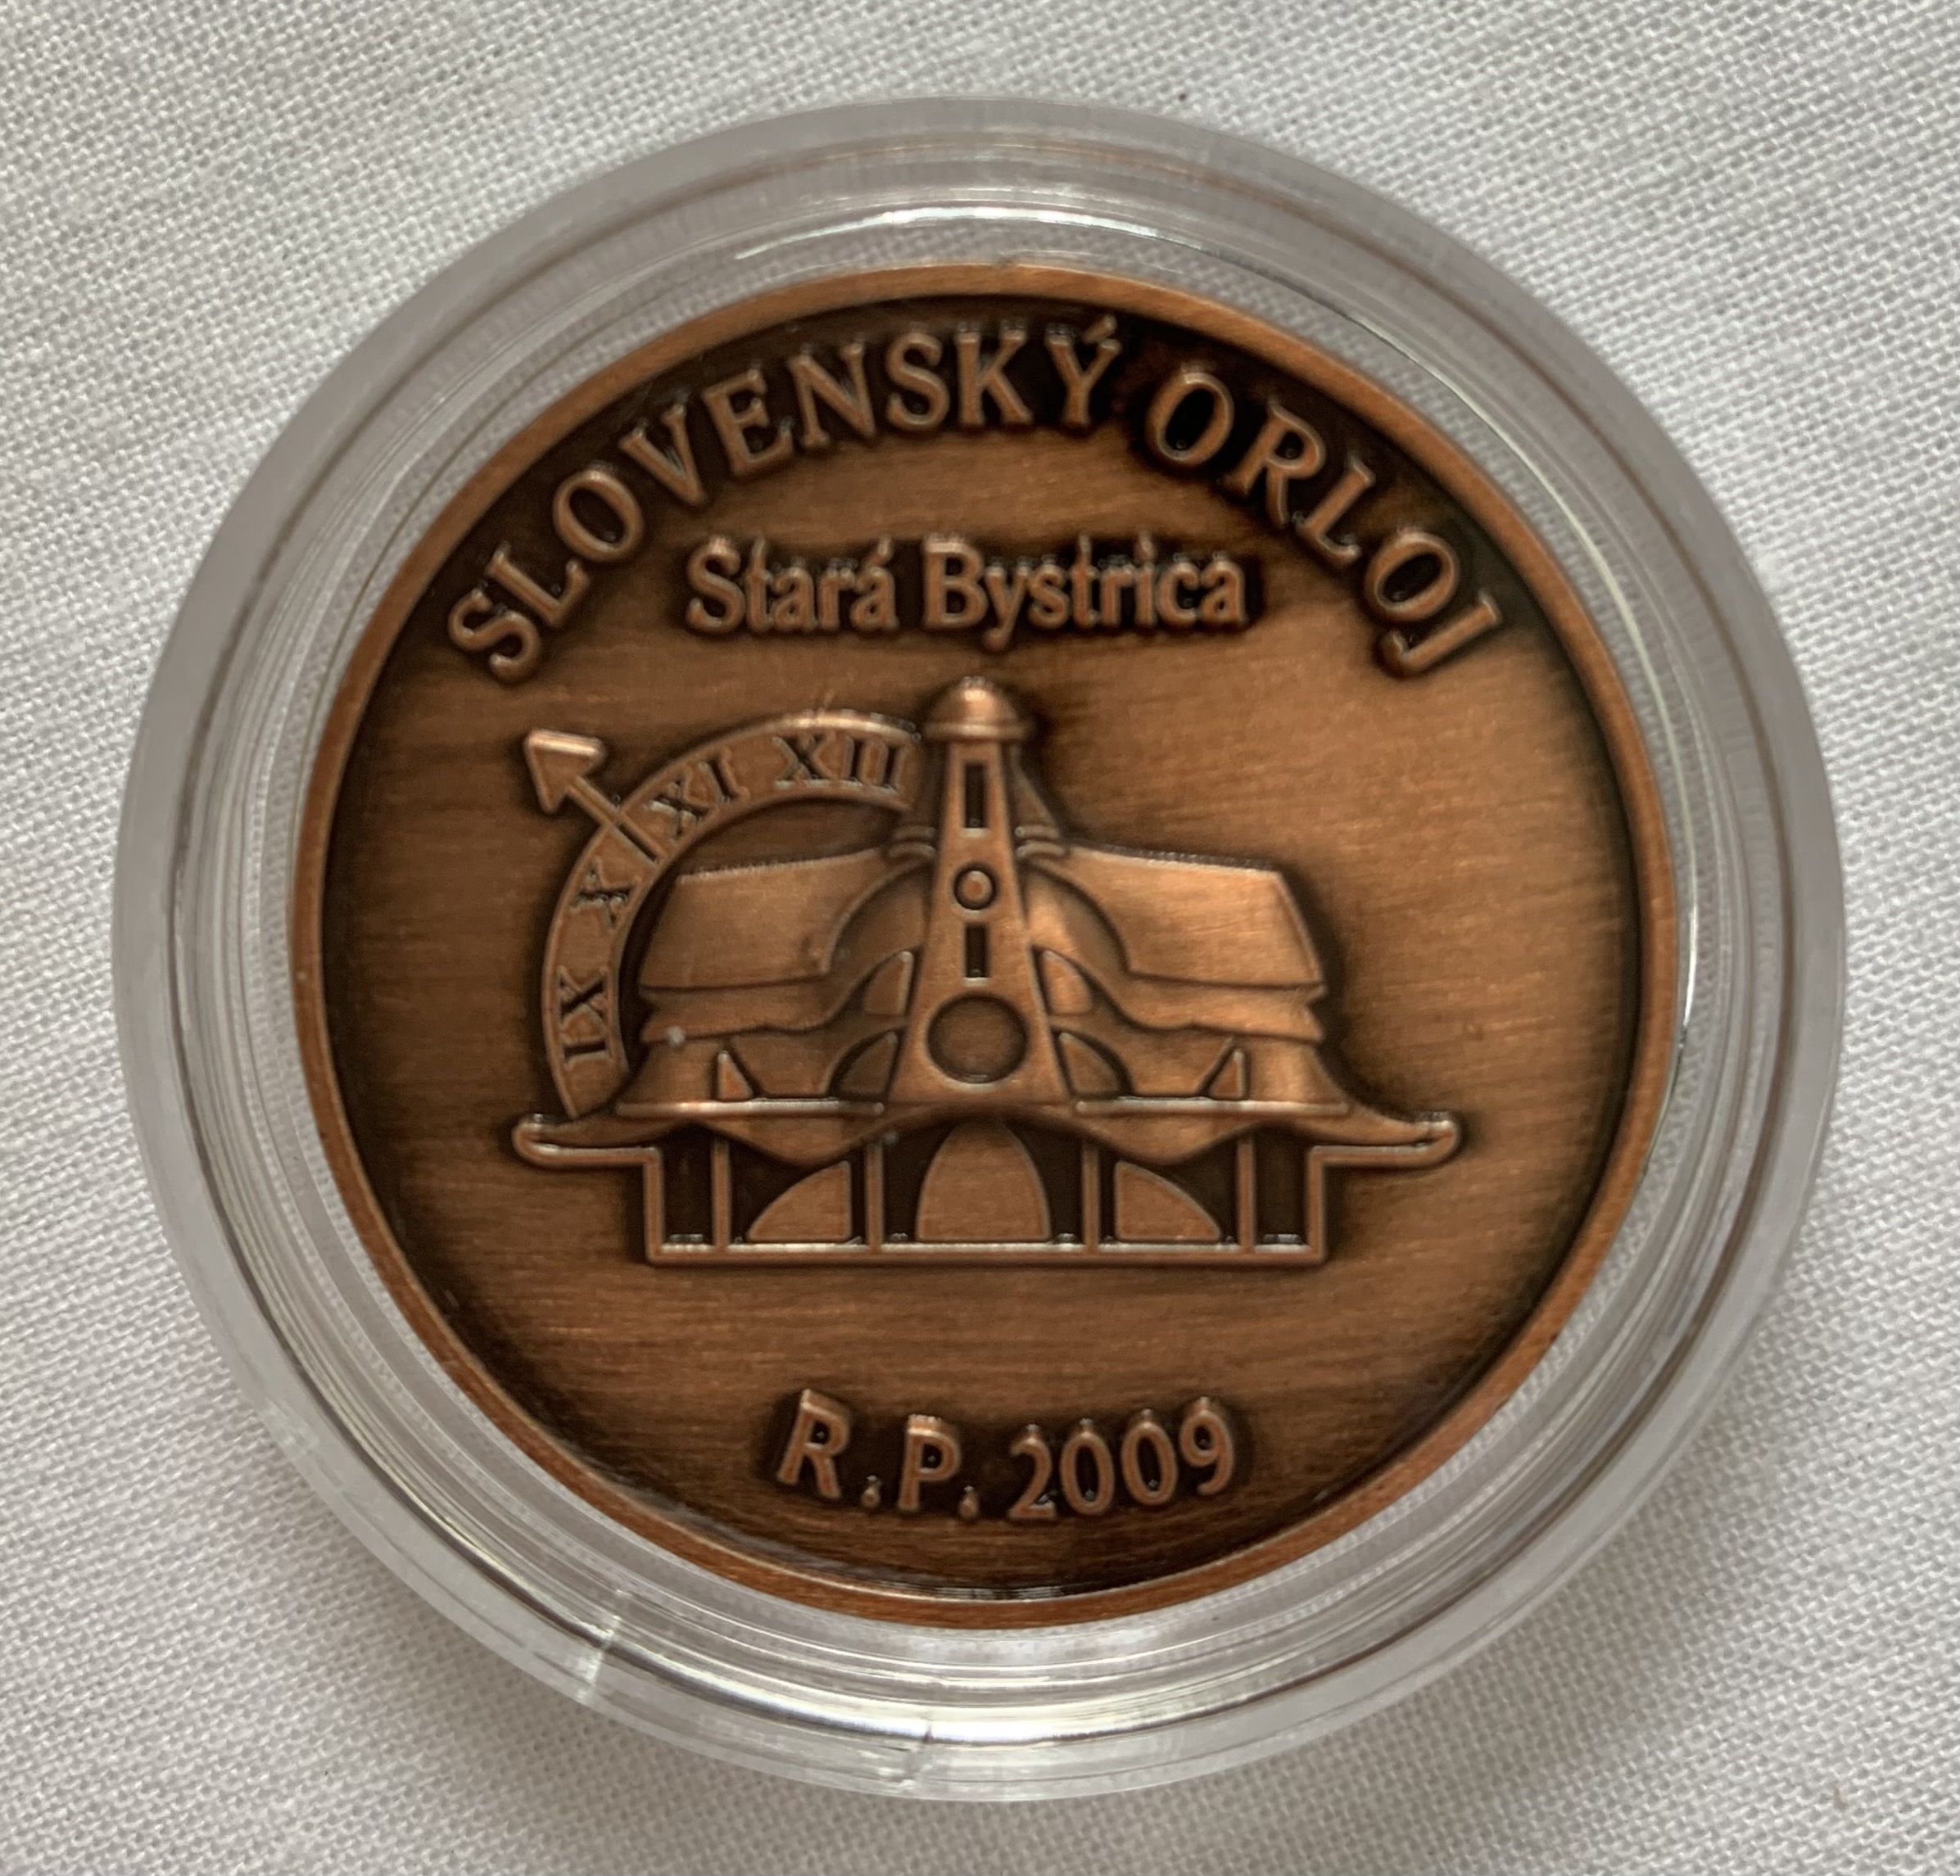 SLOVENSKÝ ORLOJ
Stará Bystrica
IX X XI XII
R.P. 2009